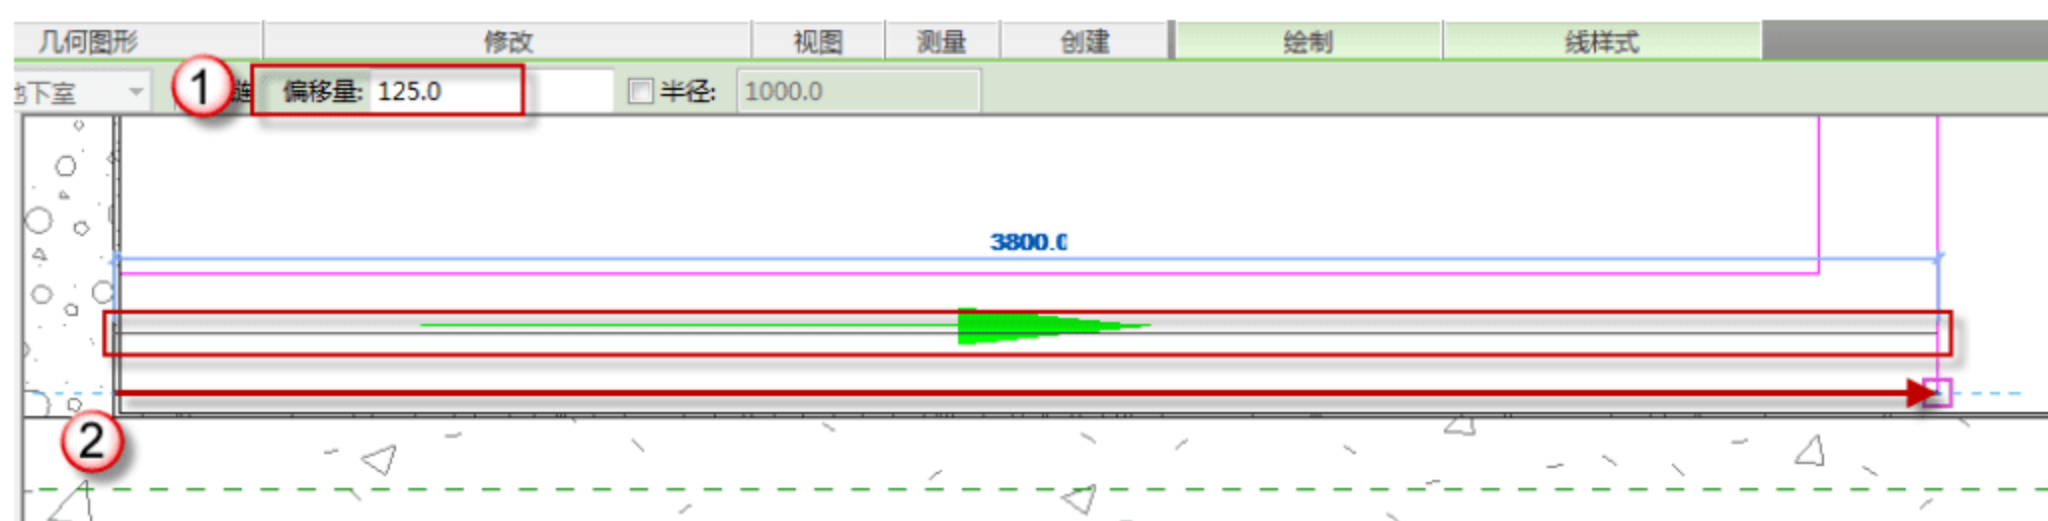 几何图形 修改 视图 测量 创建 绘制 线样式
下室 1 偏移量: 125.0 半径: 1000.0
3800.0
2